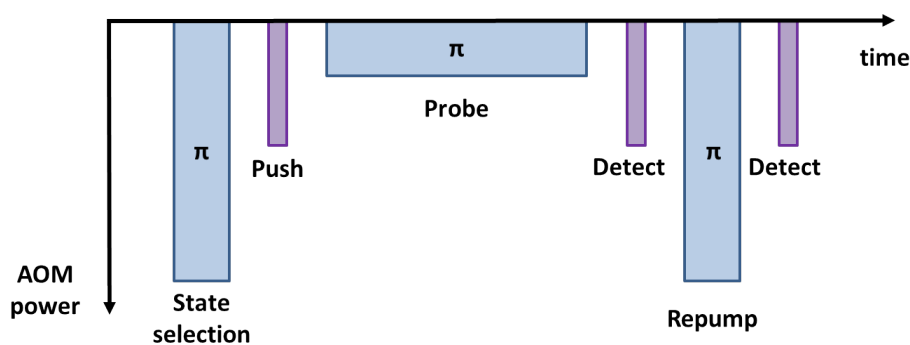 time
π
Probe
π
π
Push
Detect
Detect
AOM
power
State
selection
Repump